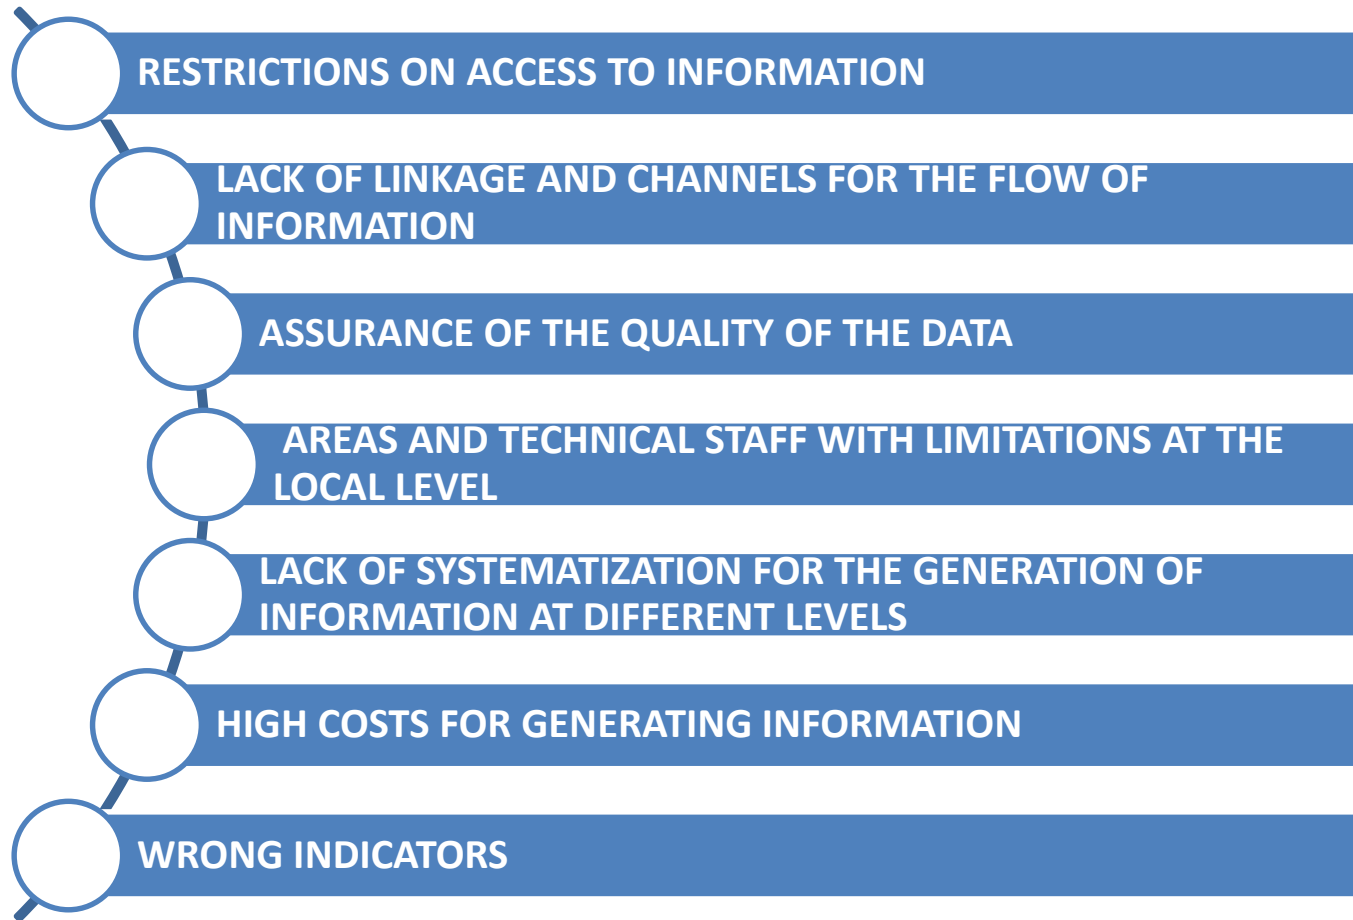 RESTRICTIONS ON ACCESS TO INFORMATION
LACK OF LINKAGE AND CHANNELS FOR THE FLOW OF
INFORMATION
ASSURANCE OF THE QUALITY OF THE DATA
AREAS AND TECHNICAL STAFF WITH LIMITATIONS AT THE
LOCAL LEVEL
LACK OF SYSTEMATIZATION FOR THE GENERATION OF
INFORMATION AT DIFFERENT LEVELS
HIGH COSTS FOR GENERATING INFORMATION
WRONG INDICATORS